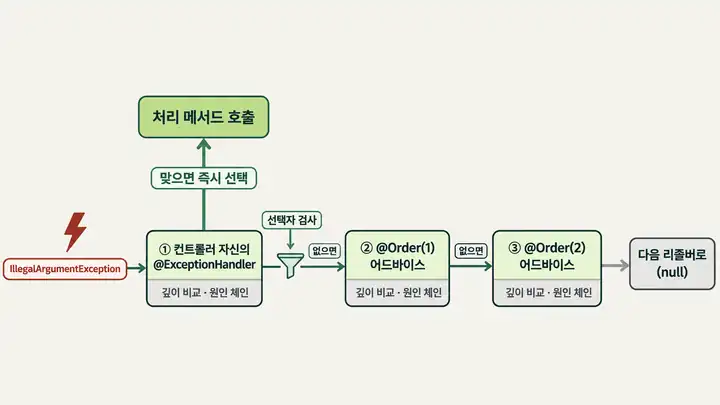 처리 메서드 호출
맞으면 즉시 선택
IllegalArgumentException
① 컨트롤러 자신의
@ExceptionHandler
깊이 비교 · 원인 체인
선택자 검사
없으면
② @Order(1)
어드바이스
깊이 비교 · 원인 체인
없으면
③ @Order(2)
어드바이스
깊이 비교 · 원인 체인
다음 리졸버로
(null)